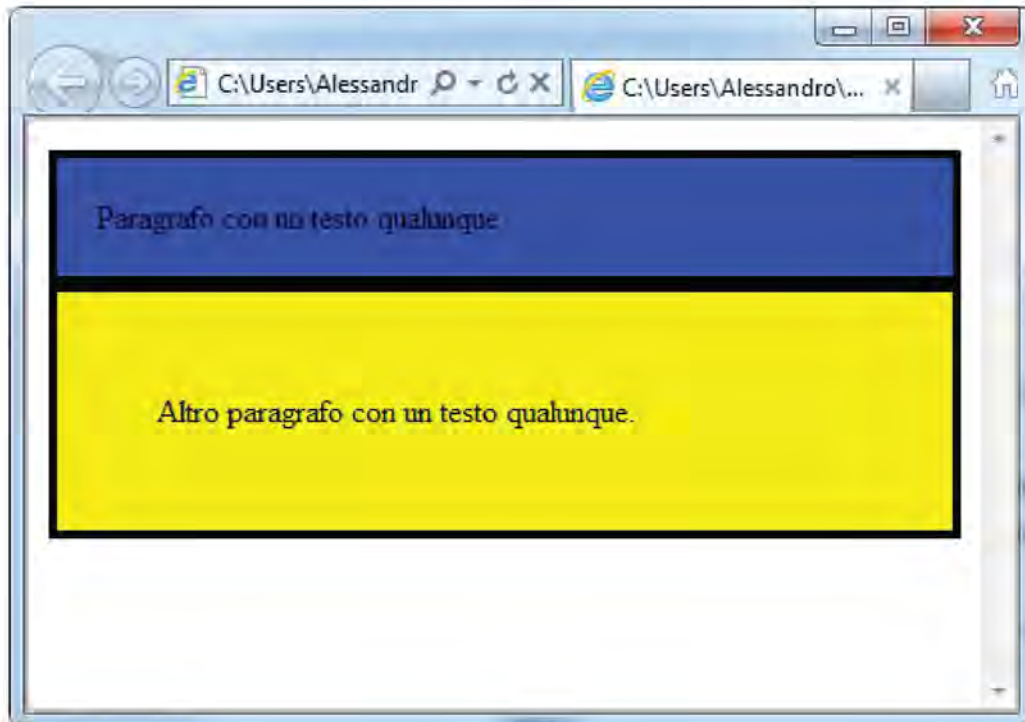 C:\Users\Alessandr
C:\Users\Alessandro\...
Paragrafo con un testo qualunque
Altro paragrafo con un testo qualunque.